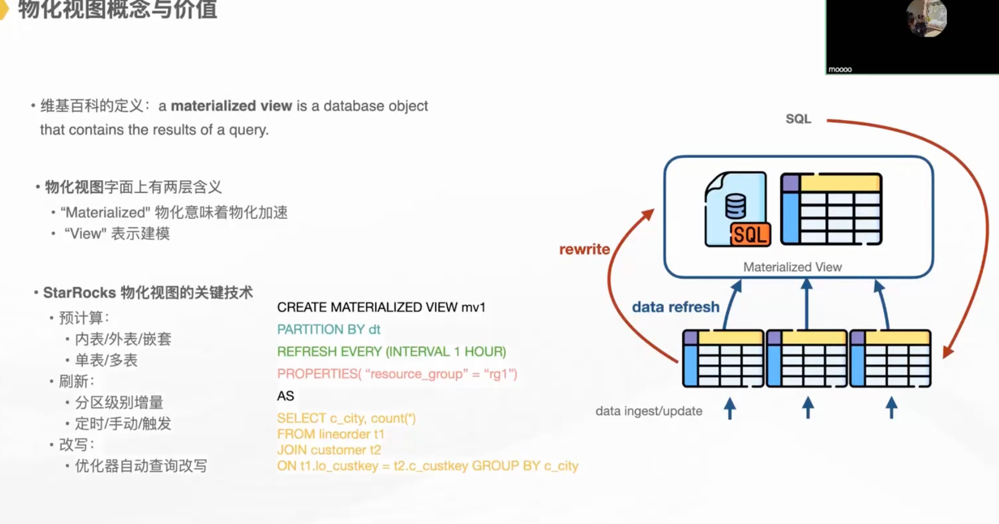 物化视图概念与价值
moooo
• 维基百科的定义：a materialized view is a database object
that contains the results of a query.
• 物化视图字面上有两层含义
• “Materialized" 物化意味着物化加速
• “View" 表示建模
• StarRocks 物化视图的关键技术
• 预计算：
• 内表/外表/嵌套
• 单表/多表
• 刷新：
• 分区级别增量
• 定时/手动/触发
• 改写：
• 优化器自动查询改写
CREATE MATERIALIZED VIEW mv1
PARTITION BY dt
REFRESH EVERY (INTERVAL 1 HOUR)
PROPERTIES( “resource_group” = “rg1”)
AS
SELECT c_city, count(*)
FROM lineorder t1
JOIN customer t2
ON t1.lo_custkey = t2.c_custkey GROUP BY c_city
SQL
SQL
Materialized View
rewrite
data refresh
data ingest/update